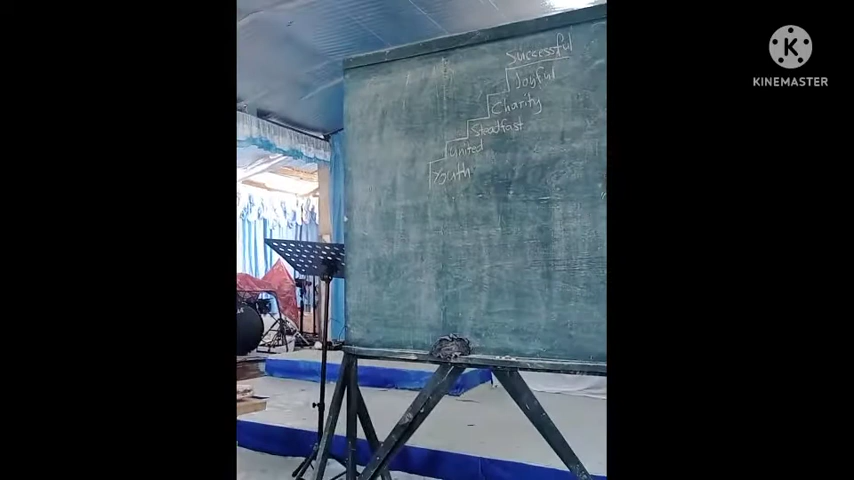 Successful
Joyful
Charity
Steadfast
United
Youth
KINEMASTER